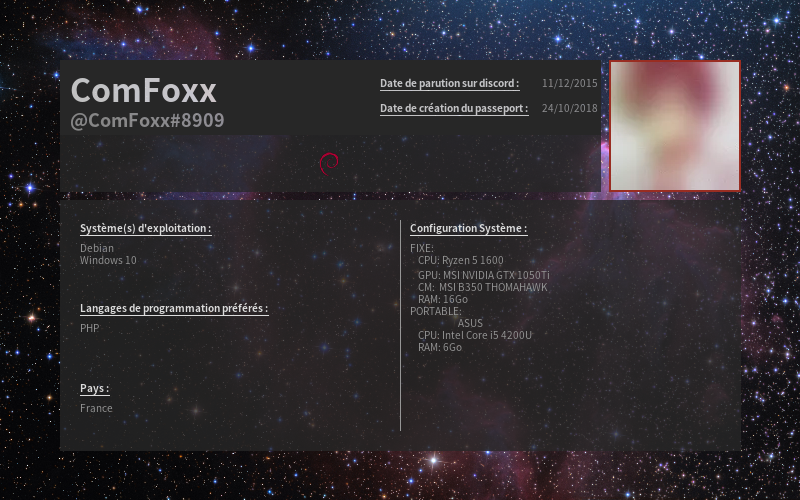 ComFoxx
@ComFoxx#8909
Date de parution sur discord : 11/12/2015
Date de création du passeport : 24/10/2018
Système(s) d'exploitation :
Debian
Windows 10
Langages de programmation préférés :
PHP
Pays :
France
Configuration Système :
FIXE:
CPU: Ryzen 5 1600
GPU: MSI NVIDIA GTX 1050Ti
CM: MSI B350 THOMAHAWK
RAM: 16Go
PORTABLE:
ASUS
CPU: Intel Core i5 4200U
RAM: 6Go